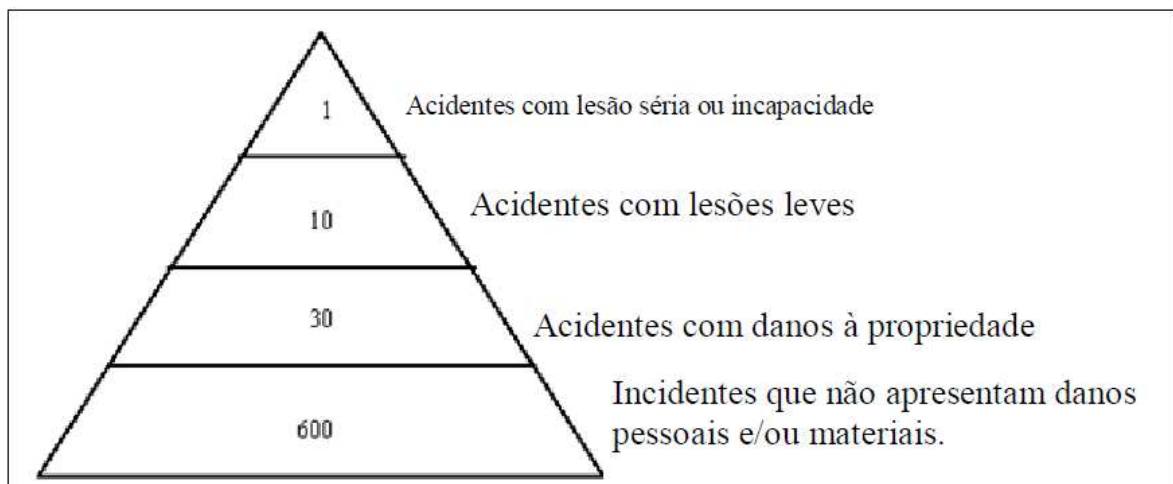 1
Acidentes com lesão séria ou incapacidade
10
Acidentes com lesões leves
30
Acidentes com danos à propriedade
600
Incidentes que não apresentam danos
pessoais e/ou materiais.